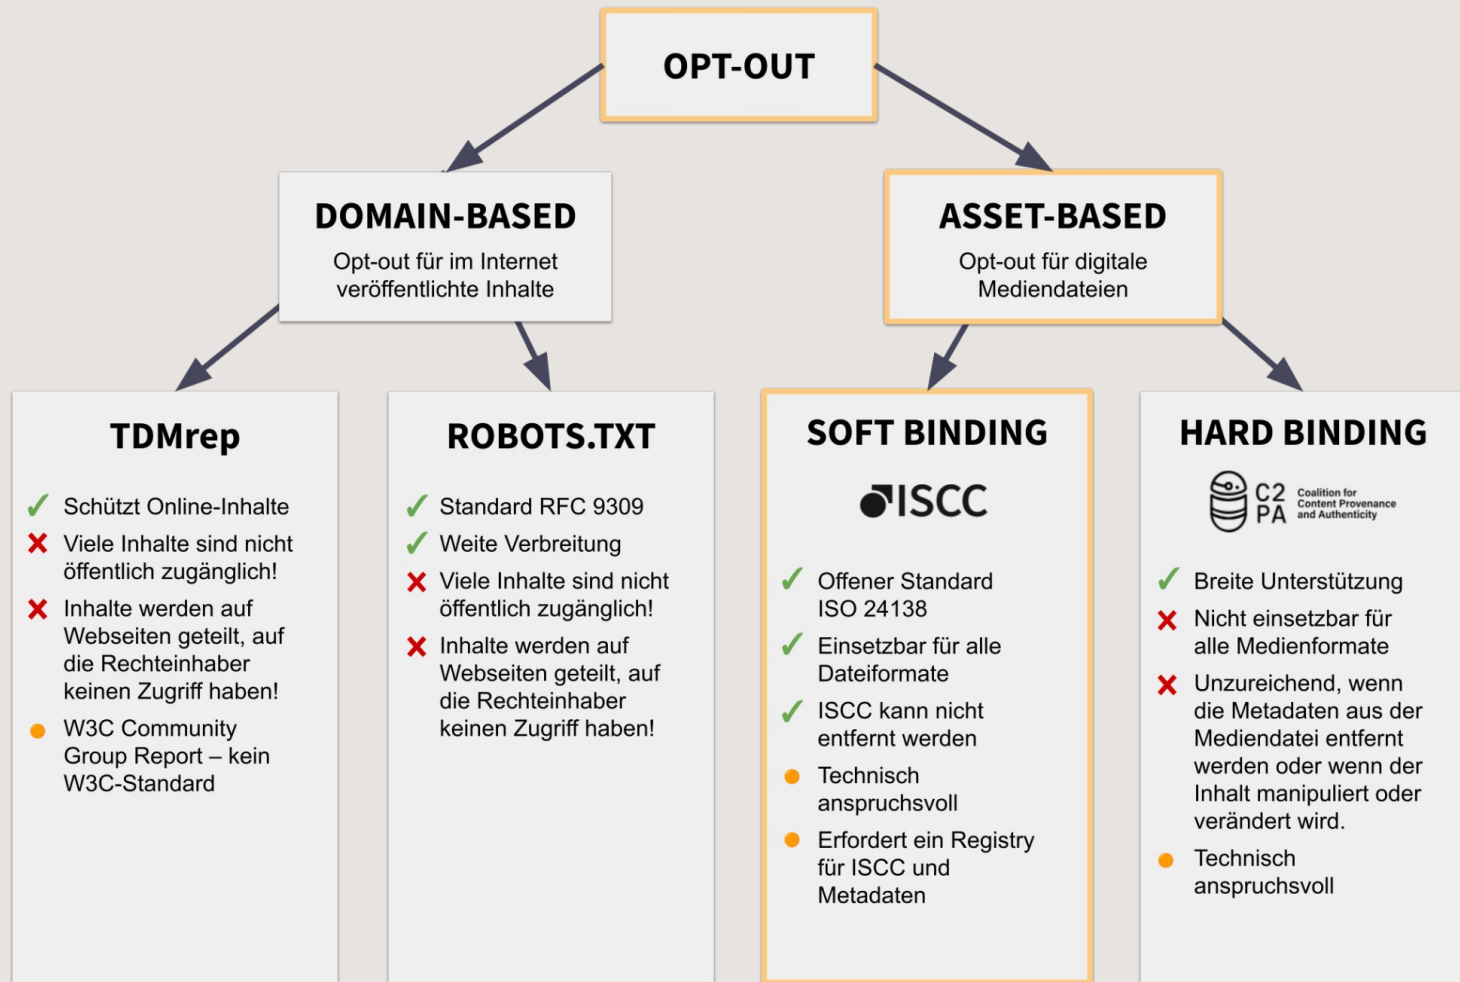 OPT-OUT
DOMAIN-BASED
Opt-out für im Internet
veröffentlichte Inhalte
ASSET-BASED
Opt-out für digitale
Mediendateien
TDMrep
Schützt Online-Inhalte
Viele Inhalte sind nicht
öffentlich zugänglich!
Inhalte werden auf
Webseiten geteilt, auf
die Rechteinhaber
keinen Zugriff haben!
W3C Community
Group Report – kein
W3C-Standard
ROBOTS.TXT
Standard RFC 9309
Weite Verbreitung
Viele Inhalte sind nicht
öffentlich zugänglich!
Inhalte werden auf
Webseiten geteilt, auf
die Rechteinhaber
keinen Zugriff haben!
SOFT BINDING
ISCC
Offener Standard
ISO 24138
Einsetzbar für alle
Dateiformate
ISCC kann nicht
entfernt werden
Technisch
anspruchsvoll
Erfordert ein Registry
für ISCC und
Metadaten
HARD BINDING
C2
PA
Coalition for
Content Provenance
and Authenticity
Breite Unterstützung
Nicht einsetzbar für
alle Medienformate
Unzureichend, wenn
die Metadaten aus der
Mediendatei entfernt
werden oder wenn der
Inhalt manipuliert oder
verändert wird.
Technisch
anspruchsvoll